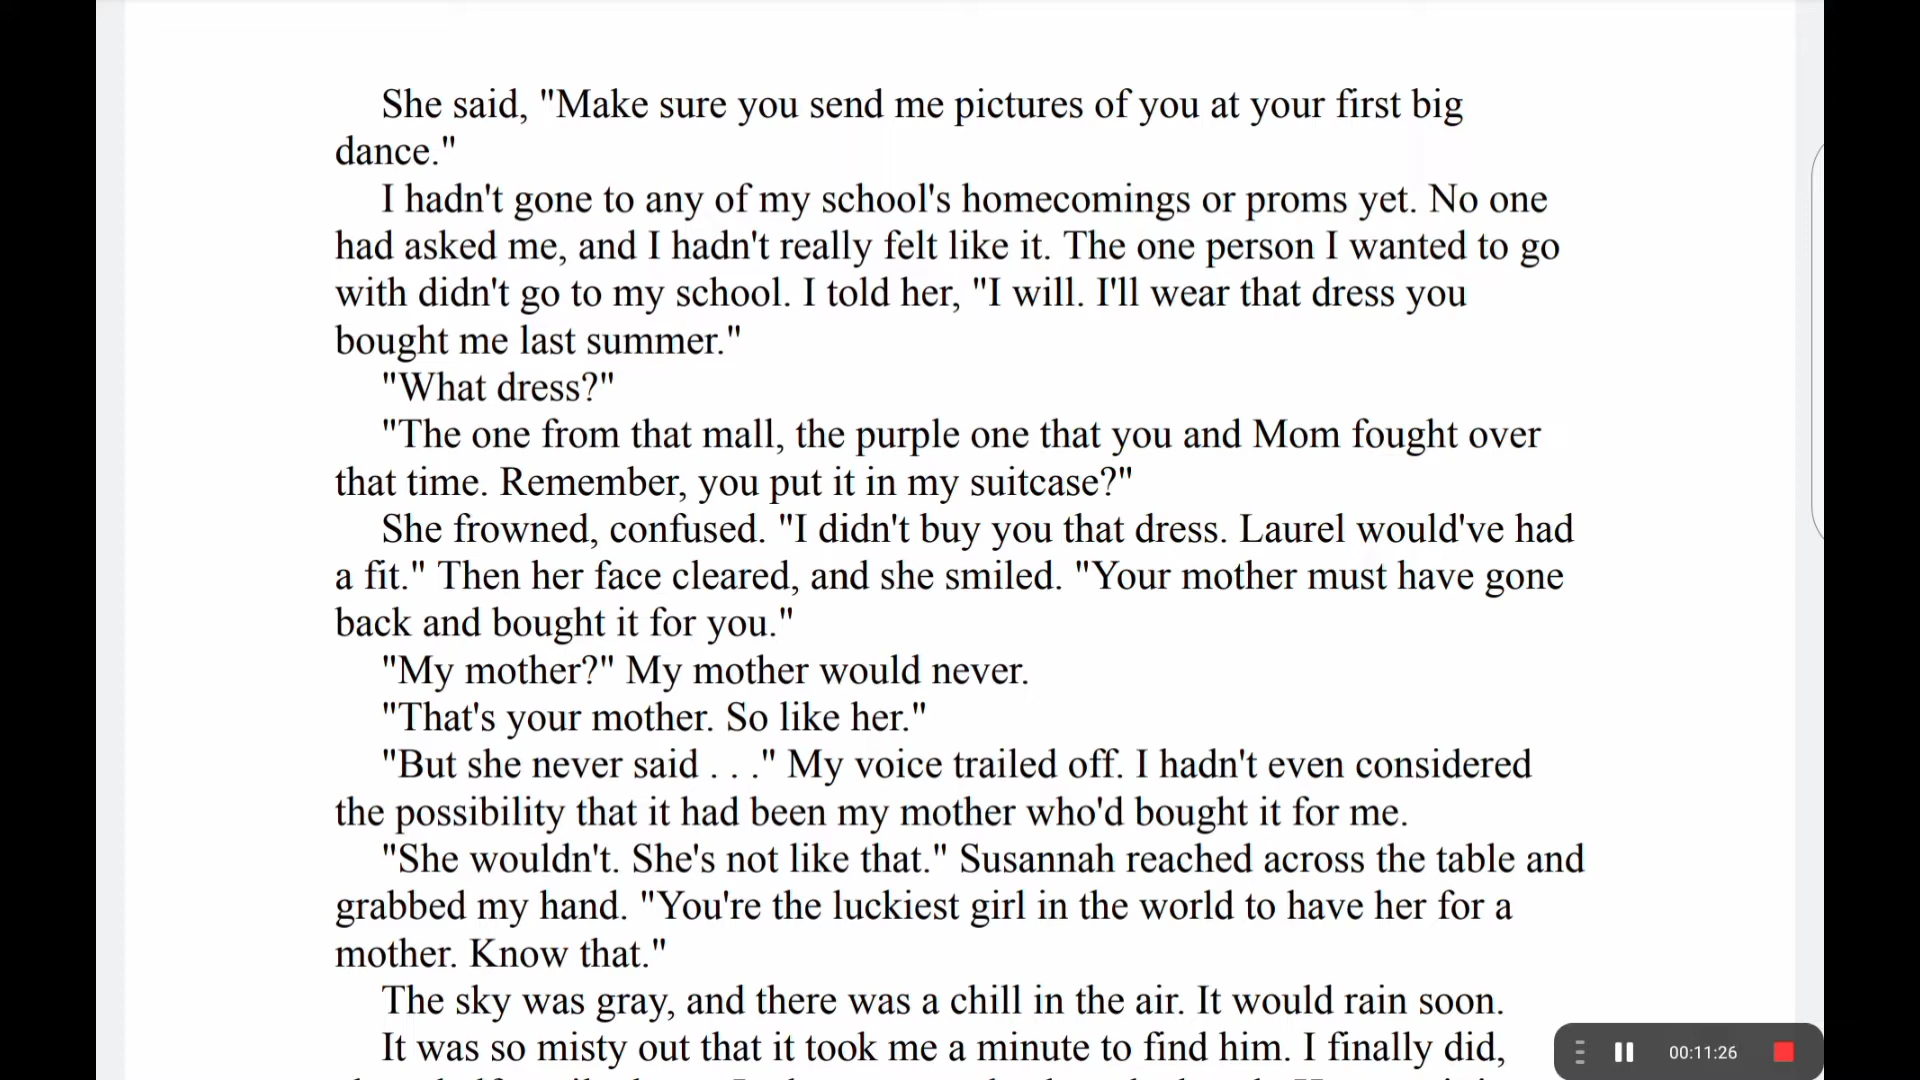 She said, "Make sure you send me pictures of you at your first big
dance."
I hadn't gone to any of my school's homecomings or proms yet. No one
had asked me, and I hadn't really felt like it. The one person I wanted to go
with didn't go to my school. I told her, "I will. I'll wear that dress you
bought me last summer."
"What dress?"
"The one from that mall, the purple one that you and Mom fought over
that time. Remember, you put it in my suitcase?"
She frowned, confused. "I didn't buy you that dress. Laurel would've had
a fit." Then her face cleared, and she smiled. "Your mother must have gone
back and bought it for you."
"My mother?" My mother would never.
"That's your mother. So like her."
"But she never said . . ." My voice trailed off. I hadn't even considered
the possibility that it had been my mother who'd bought it for me.
"She wouldn't. She's not like that." Susannah reached across the table and
grabbed my hand. "You're the luckiest girl in the world to have her for a
mother. Know that."
The sky was gray, and there was a chill in the air. It would rain soon.
It was so misty out that it took me a minute to find him. I finally did,
00:11:26